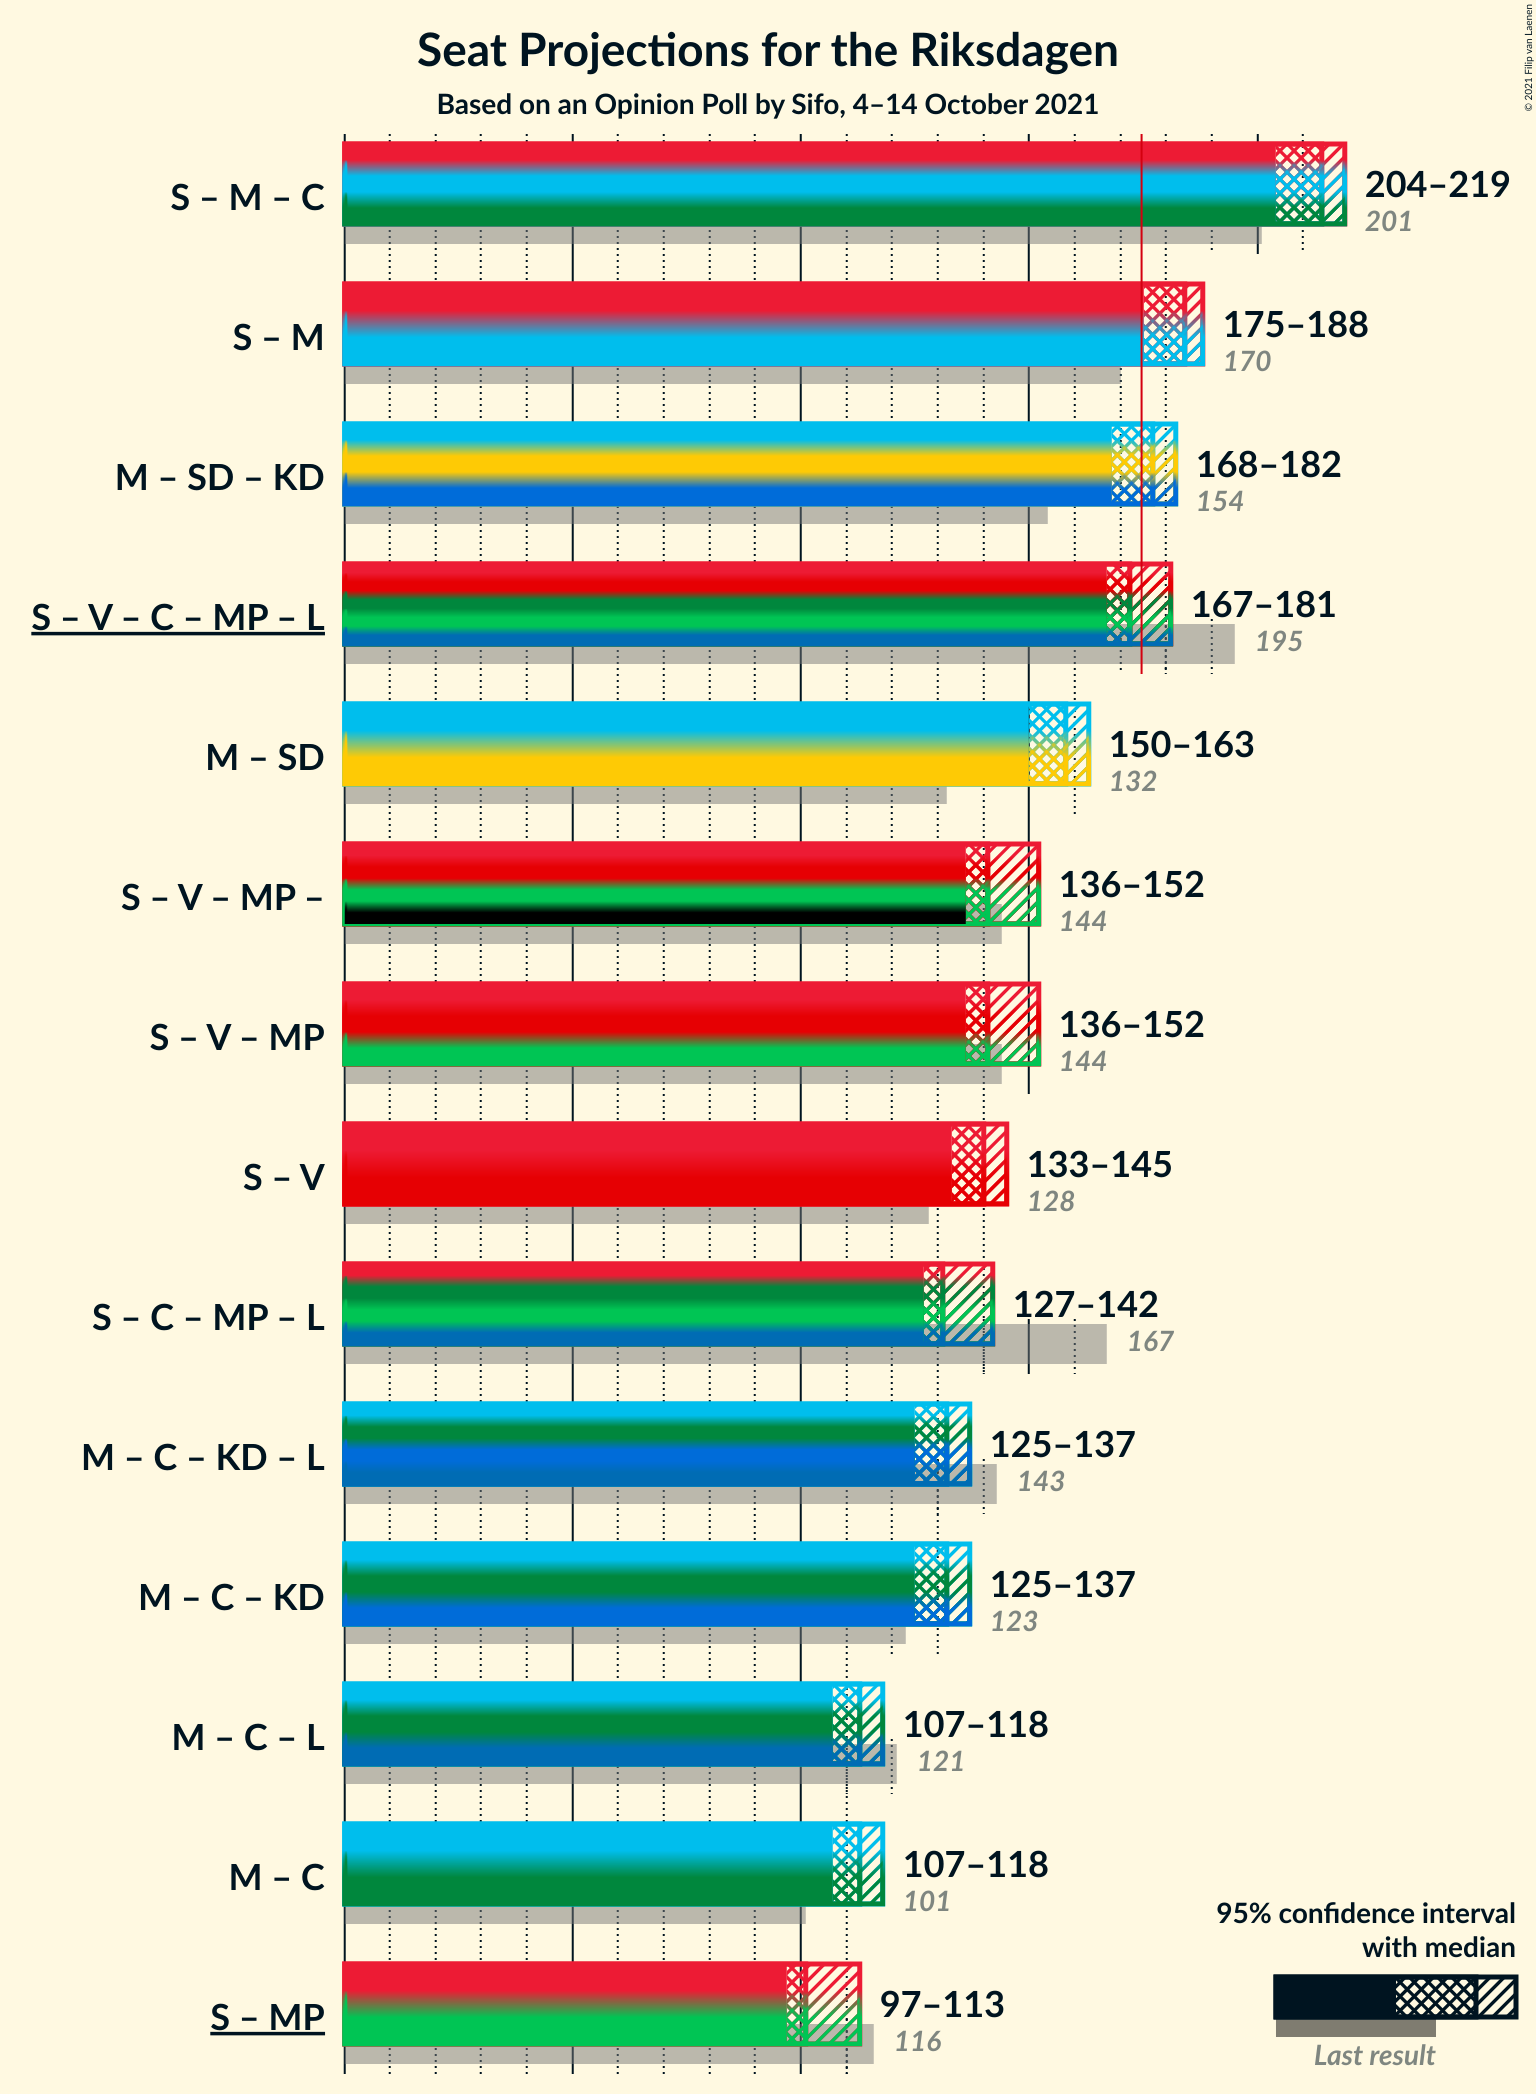 Seat Projections for the Riksdagen
Based on an Opinion Poll by Sifo, 4–14 October 2021
© 2021 Filip van Laenen
S – M – C
204–219
201
S – M
175–188
170
M – SD – KD
168–182
154
S – V – C – MP – L
167–181
195
M – SD
150–163
132
S – V – MP –
136–152
144
S – V – MP
136–152
144
S – V
133–145
128
S – C – MP – L
127–142
167
M – C – KD – L
125–137
143
M – C – KD
125–137
123
M – C – L
107–118
121
M – C
107–118
101
S – MP
97–113
116
95% confidence interval
with median
Last result